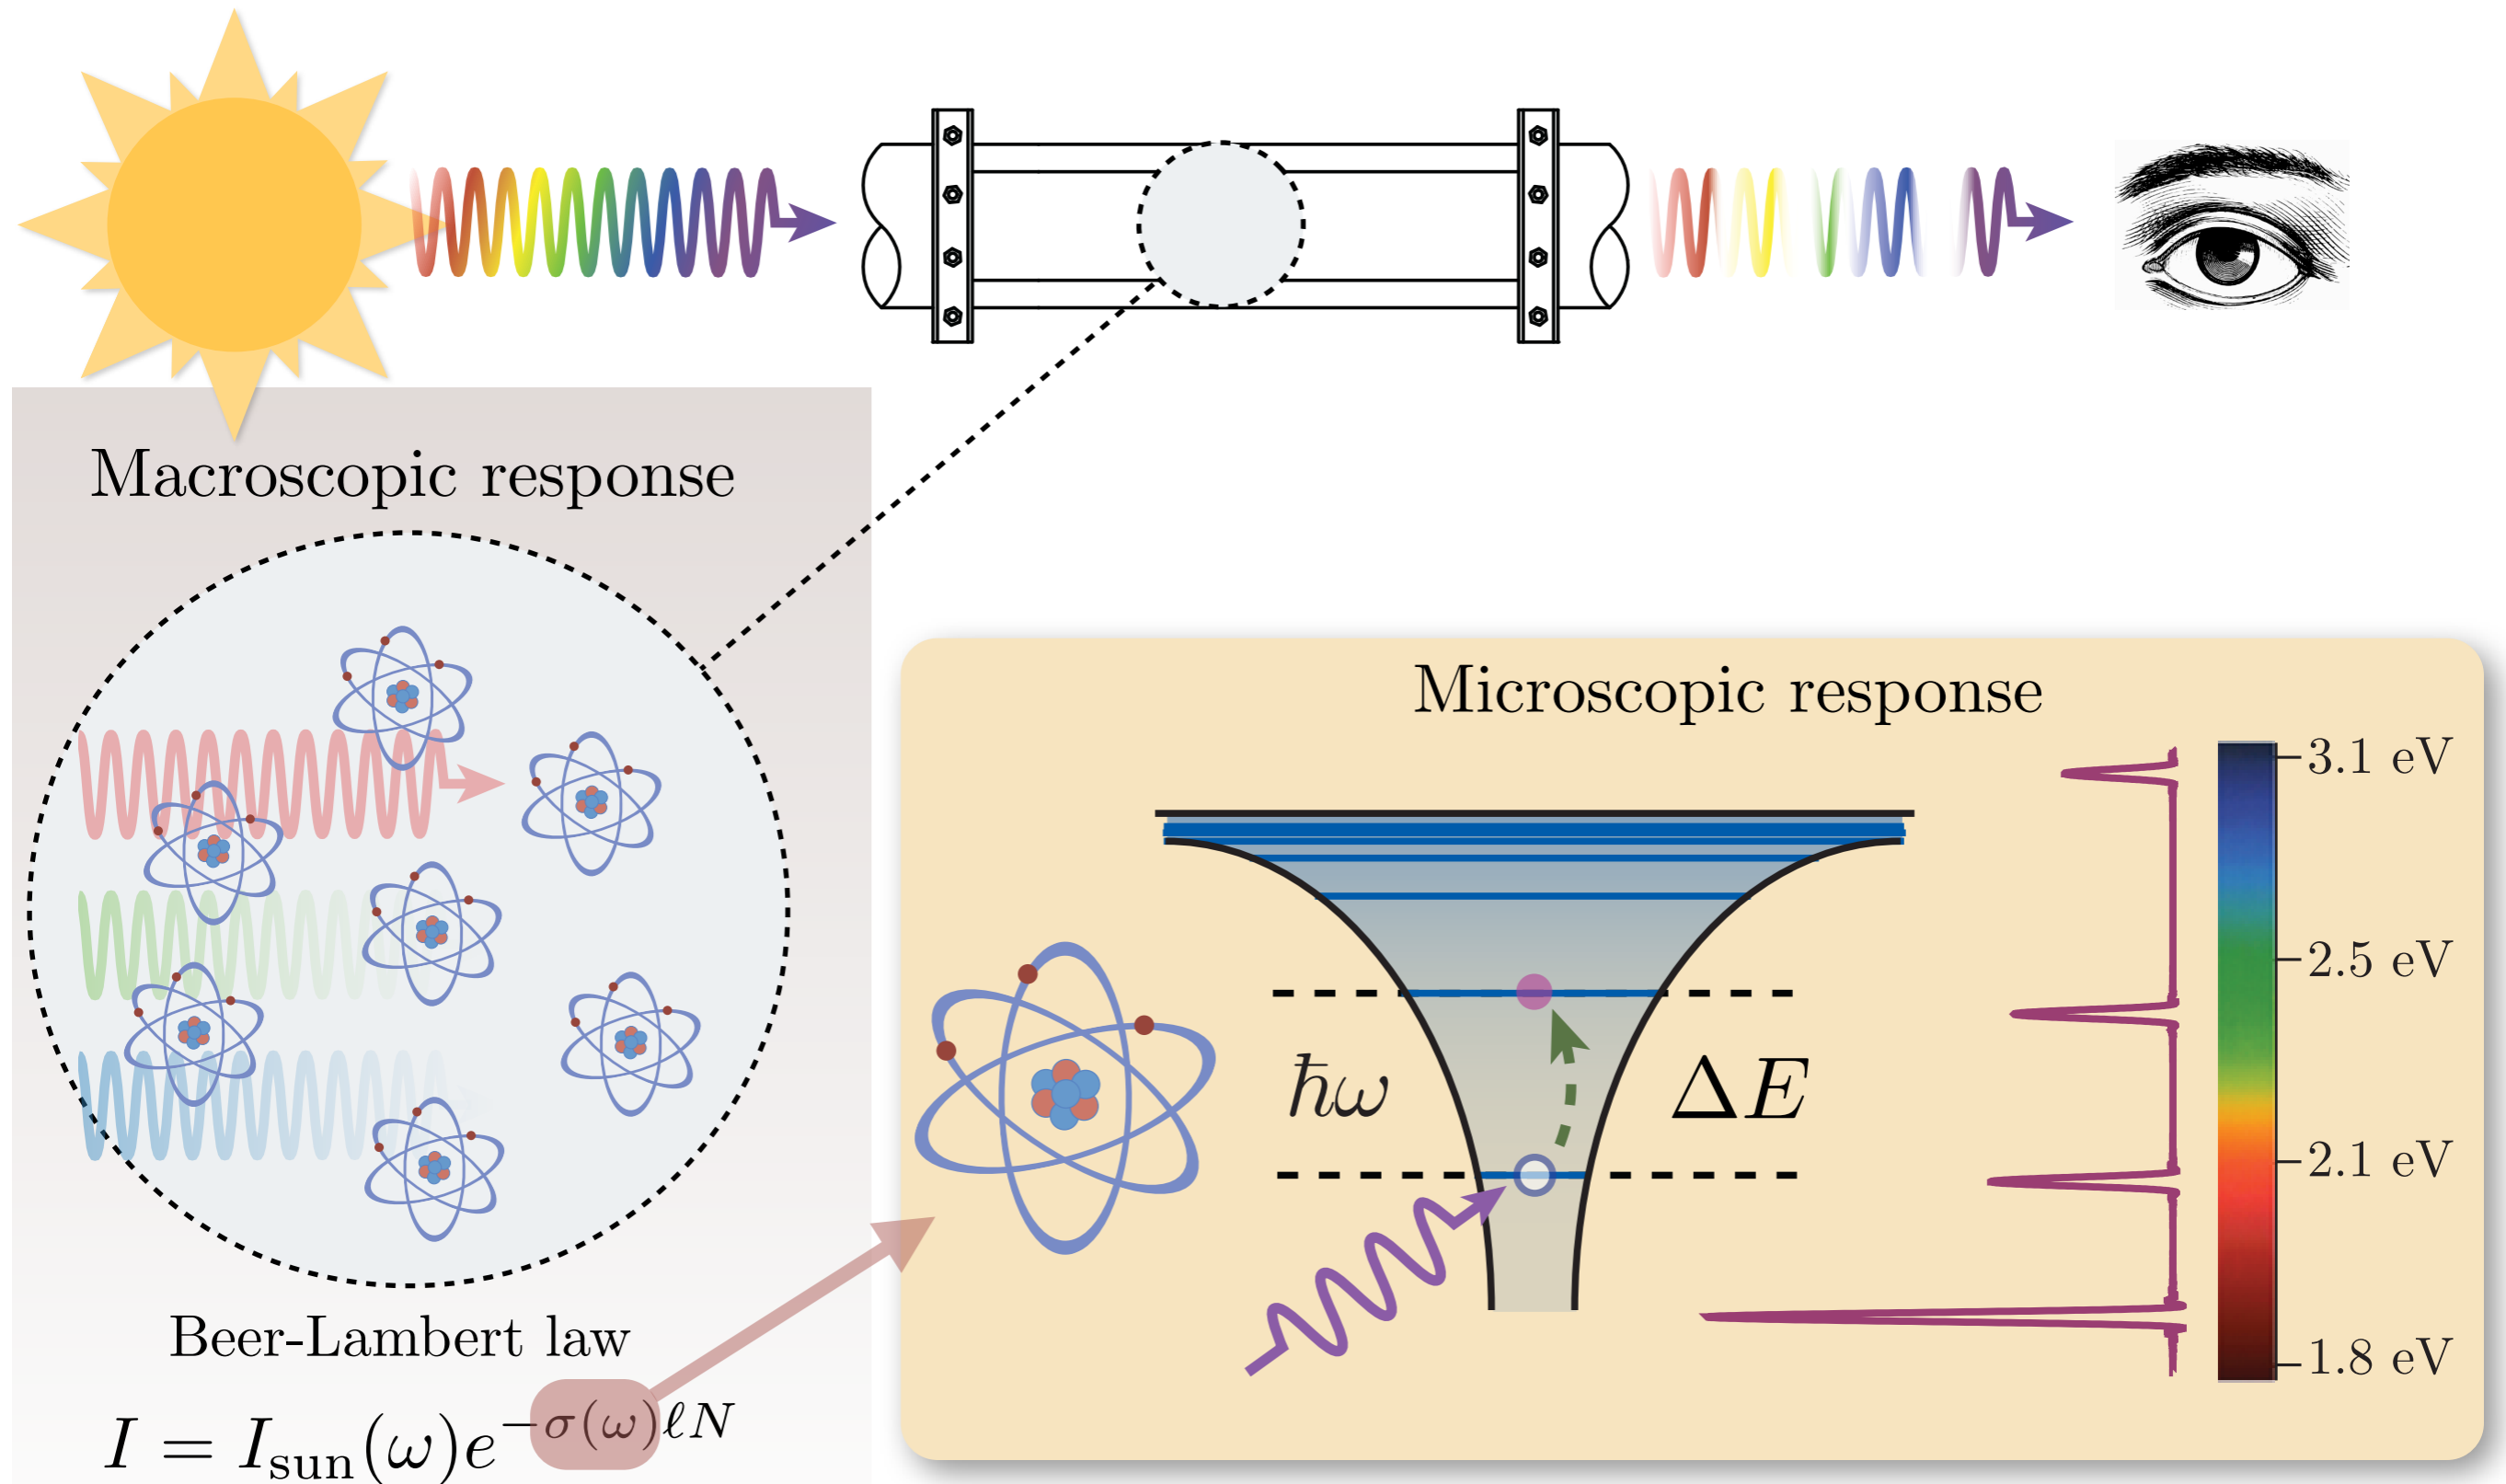 Macroscopic response
Beer-Lambert law
I = I_sun(ω)e^{−σ(ω)ℓN}
Microscopic response
ħω
ΔE
3.1 eV
2.5 eV
2.1 eV
1.8 eV